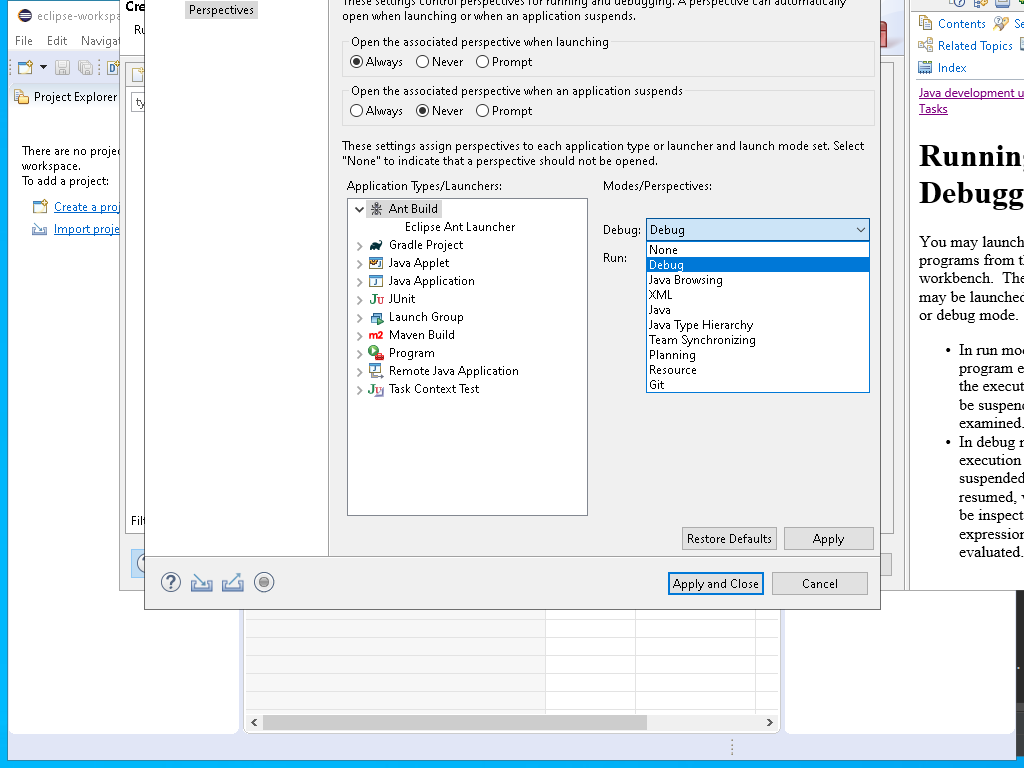 eclipse-workspa
File Edit Navigat
Project Explorer
There are no projec
workspace.
To add a project:
Create a proj
Import proje
Cre
Ru
ty
Filt
Perspectives
These settings control perspectives for running and debugging. A perspective can automatically
open when launching or when an application suspends.
Open the associated perspective when launching
Always Never Prompt
Open the associated perspective when an application suspends
Always Never Prompt
These settings assign perspectives to each application type or launcher and launch mode set. Select
"None" to indicate that a perspective should not be opened.
Application Types/Launchers:
Ant Build
Eclipse Ant Launcher
Gradle Project
Java Applet
Java Application
JUnit
Launch Group
Maven Build
Program
Remote Java Application
Task Context Test
Modes/Perspectives:
Debug: Debug
Run:
None
Debug
Java Browsing
XML
Java
Java Type Hierarchy
Team Synchronizing
Planning
Resource
Git
Restore Defaults Apply
Apply and Close Cancel
Contents Se
Related Topics
Index
Java development u
Tasks
Running
Debugg
You may launch
programs from th
workbench. The
may be launched
or debug mode.
• In run mod
program e
the execut
be suspend
examined.
• In debug m
execution
suspended
resumed, v
be inspect
expression
evaluated.